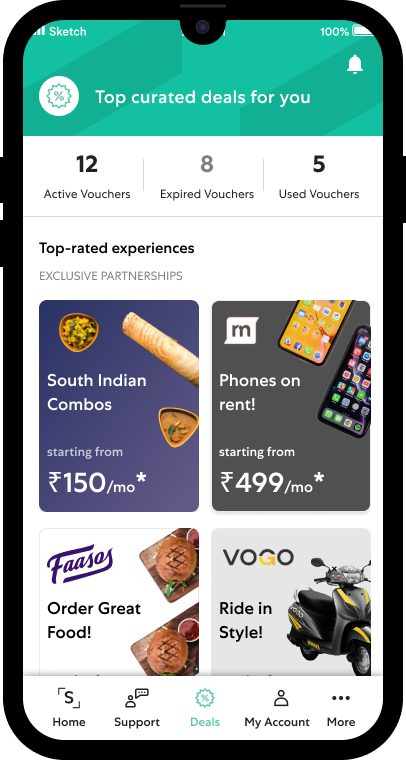 Sketch
100%
Top curated deals for you
12
8
5
Active Vouchers
Expired Vouchers
Used Vouchers
Top-rated experiences
EXCLUSIVE PARTNERSHIPS
South Indian
Combos
starting from
₹150/mo*
m
Phones on
rent!
starting from
₹499/mo*
Faasos
Order Great
Food!
VOGO
Ride in
Style!
VOGO
S
Home
Support
Deals
My Account
More